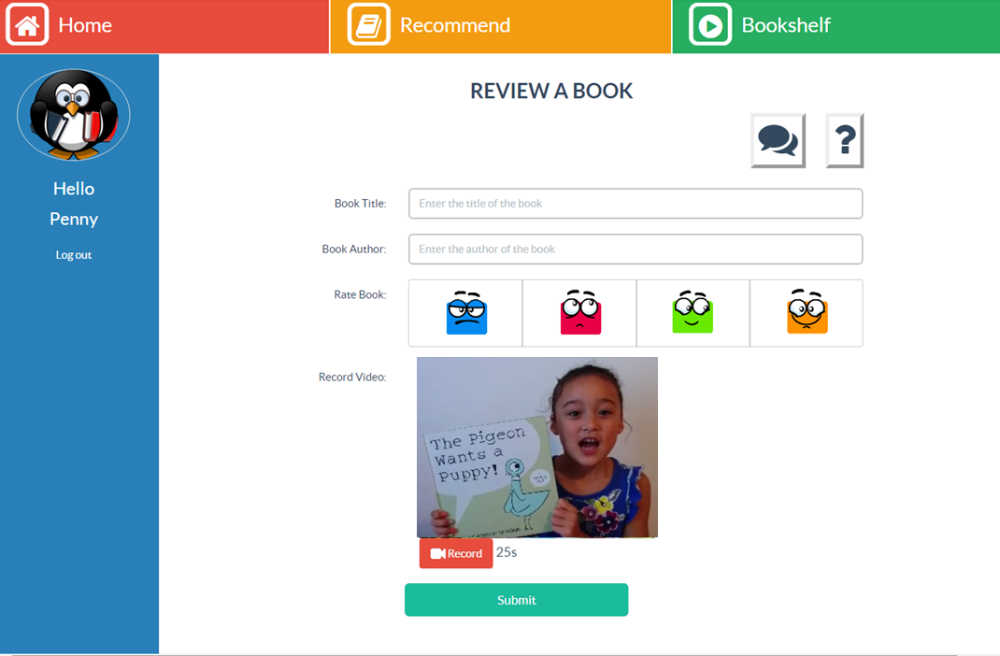 Home
Recommend
Bookshelf
REVIEW A BOOK
?
Hello
Penny
Log out
Book Title:
Enter the title of the book
Book Author:
Enter the author of the book
Rate Book:
Record Video:
The Pigeon
Wants a
Puppy!
Record 25s
Submit